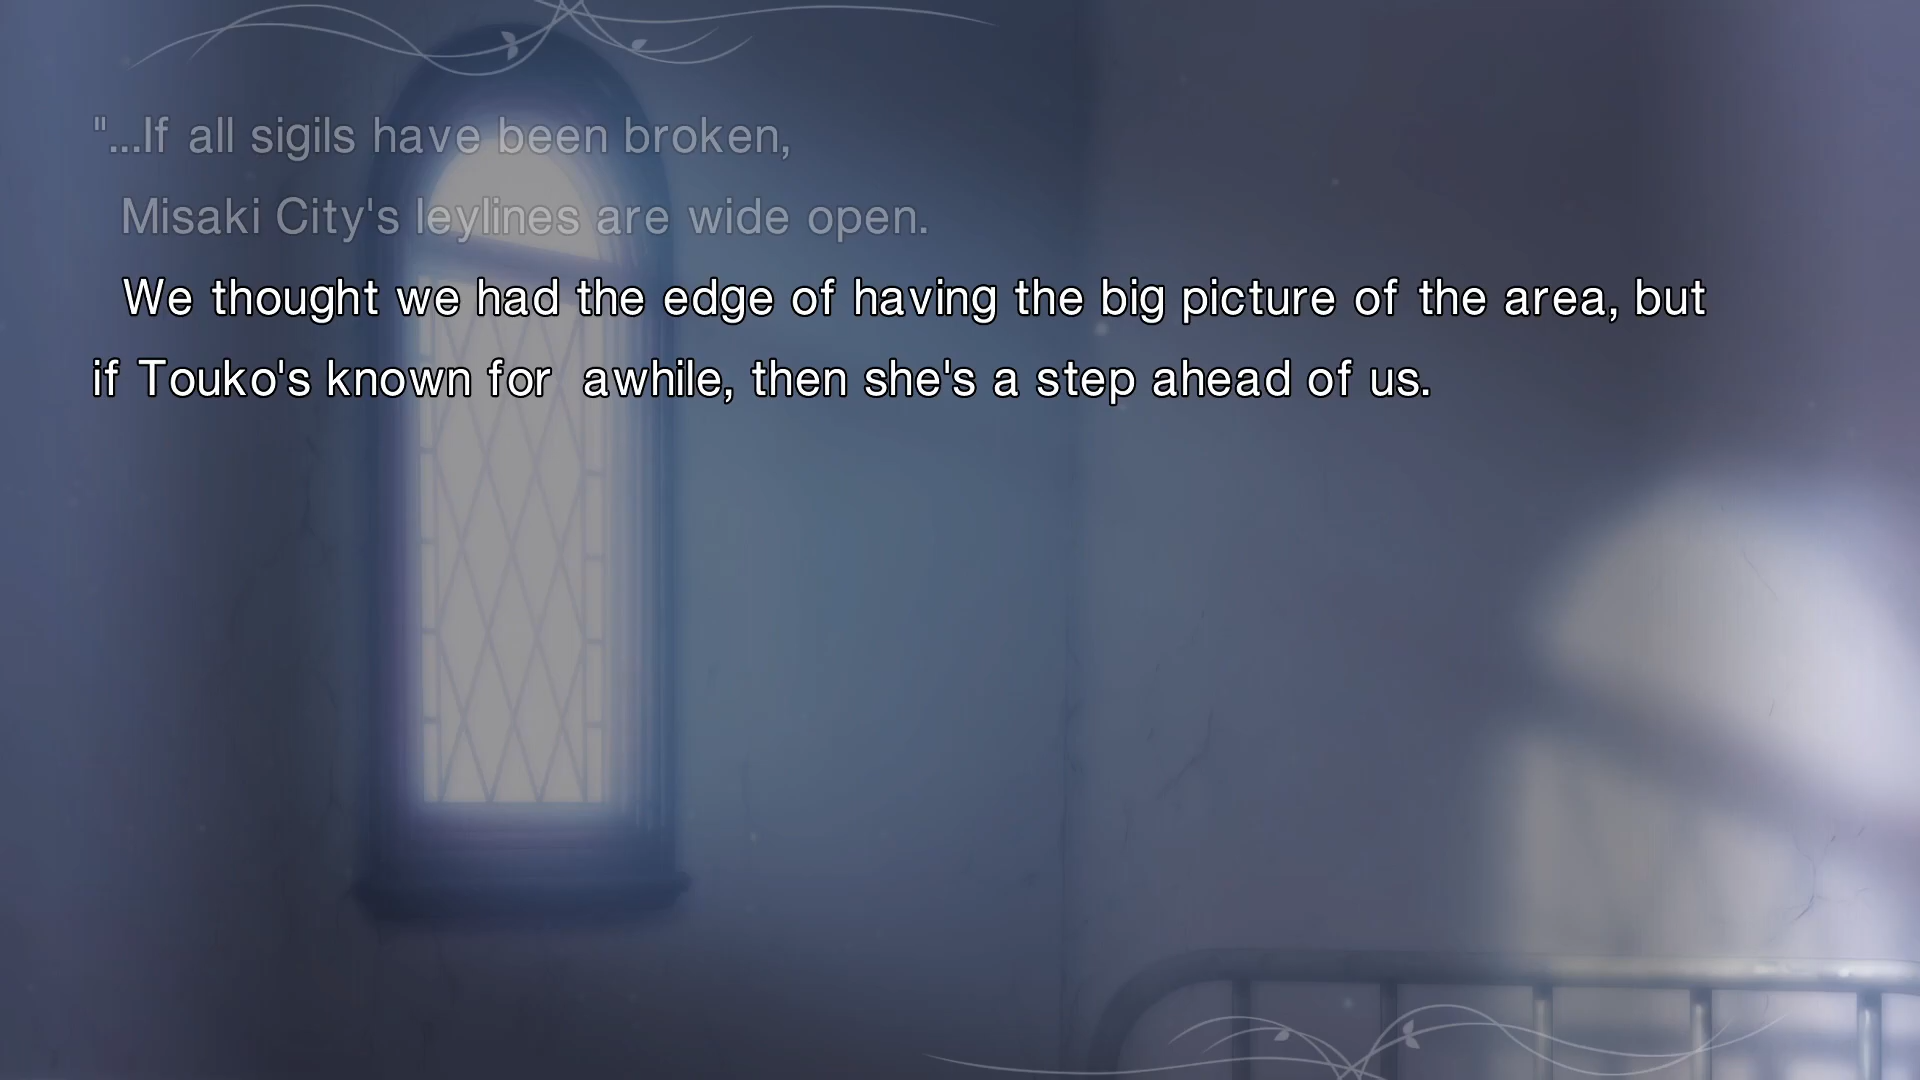 "...If all sigils have been broken,
Misaki City's leylines are wide open.
We thought we had the edge of having the big picture of the area, but
if Touko's known for  awhile, then she's a step ahead of us.